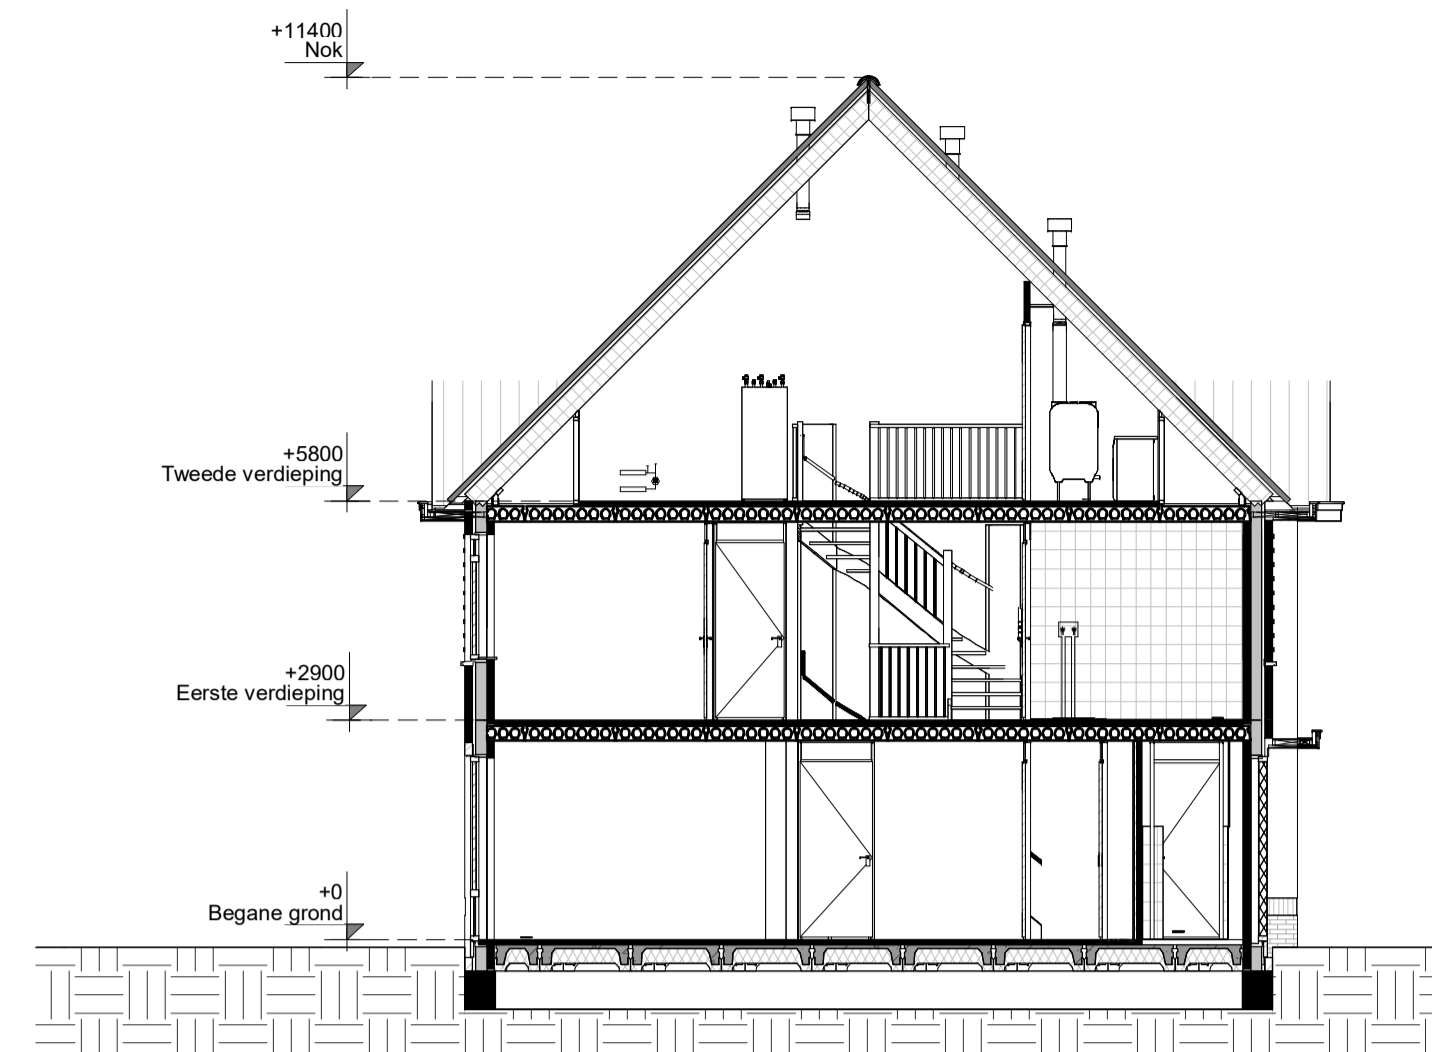 +11400
Nok
+5800
Tweede verdieping
+2900
Eerste verdieping
+0
Begane grond